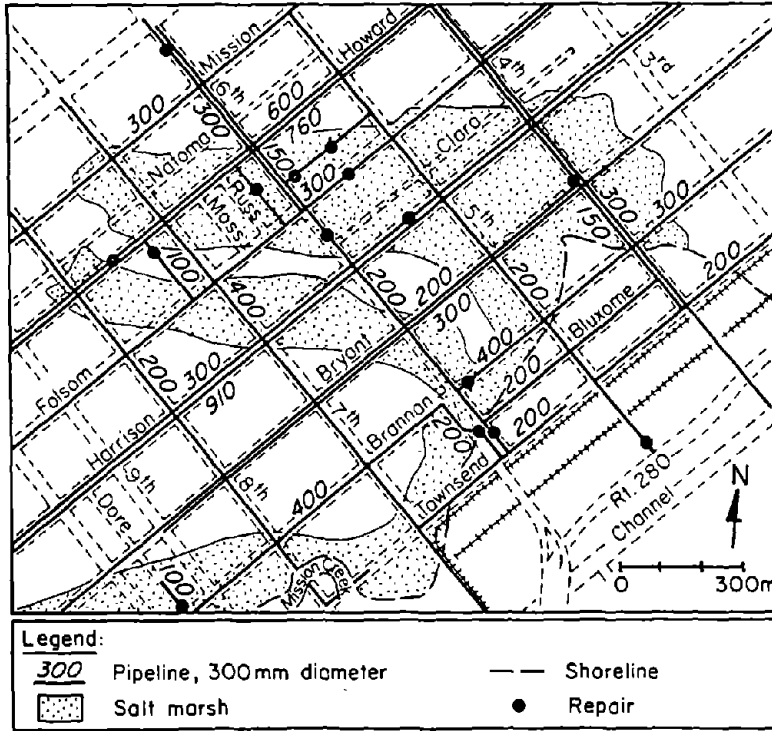 Mission
Howard
4th
3rd
6th
300
300
600
760
Natoma
150
300
Clara
Russ
Moss
5th
300
300
150
100
400
200
200
200
200
300
Bluxome
400
200
300
910
Bryant
200
Folsom
Harrison
7th
Brannan
200
200
Townsend
9th
8th
Dore
400
Rt. 280
Channel
N
100
Mission Creek
0 300m
Legend:
300 Pipeline, 300mm diameter
Shoreline
Salt marsh
Repair